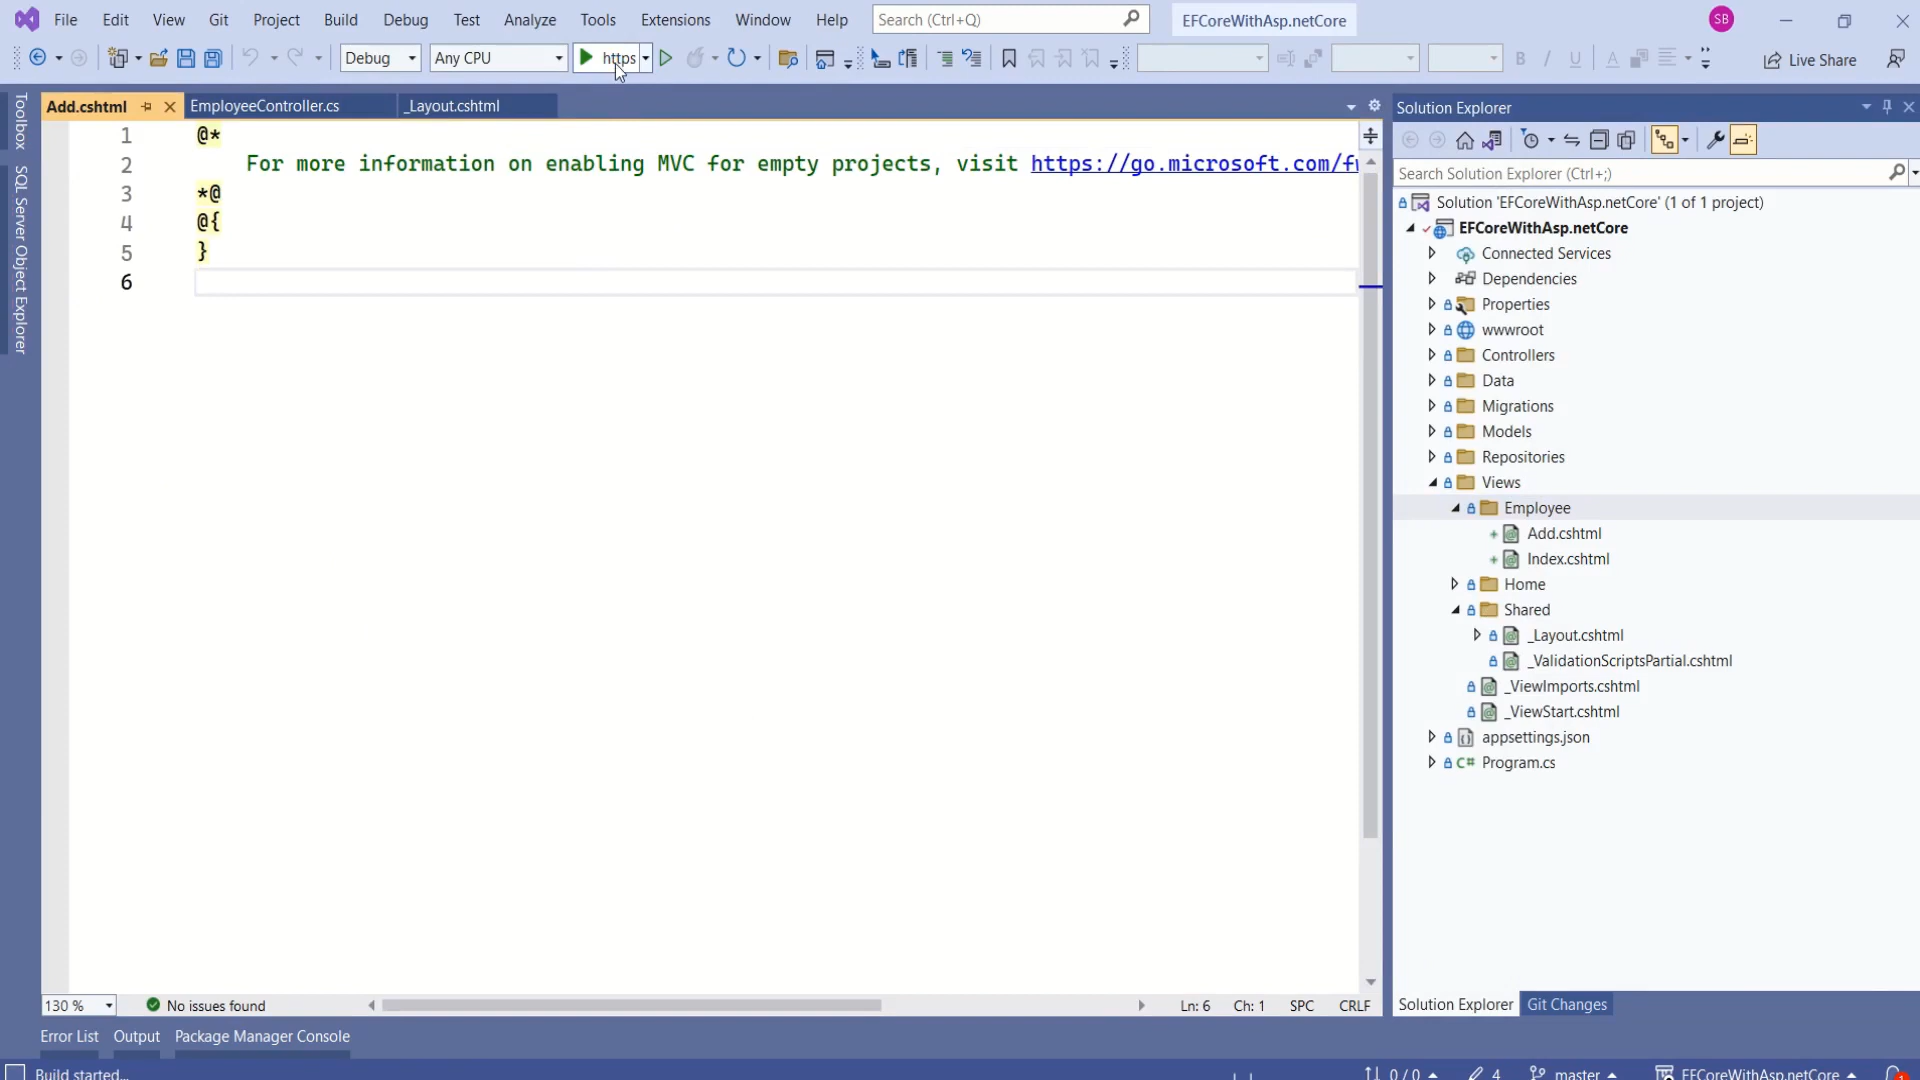 File Edit View Git Project Build Debug Test Analyze Tools Extensions Window Help Search (Ctrl+Q) EFCoreWithAsp.netCore SB
Debug Any CPU https Live Share
Toolbox
SQL Server Object Explorer
Add.cshtml EmployeeController.cs _Layout.cshtml
1 @*
2 For more information on enabling MVC for empty projects, visit https://go.microsoft.com/f
3 *@
4 @{
5 }
6
130 % No issues found Ln: 6 Ch: 1 SPC CRLF
Solution Explorer
Search Solution Explorer (Ctrl+;)
Solution 'EFCoreWithAsp.netCore' (1 of 1 project)
EFCoreWithAsp.netCore
Connected Services
Dependencies
Properties
wwwroot
Controllers
Data
Migrations
Models
Repositories
Views
Employee
Add.cshtml
Index.cshtml
Home
Shared
_Layout.cshtml
_ValidationScriptsPartial.cshtml
_ViewImports.cshtml
_ViewStart.cshtml
appsettings.json
C# Program.cs
Solution Explorer Git Changes
Error List Output Package Manager Console
Build started... 0 / 0 4 master EFCoreWithAsp.netCore